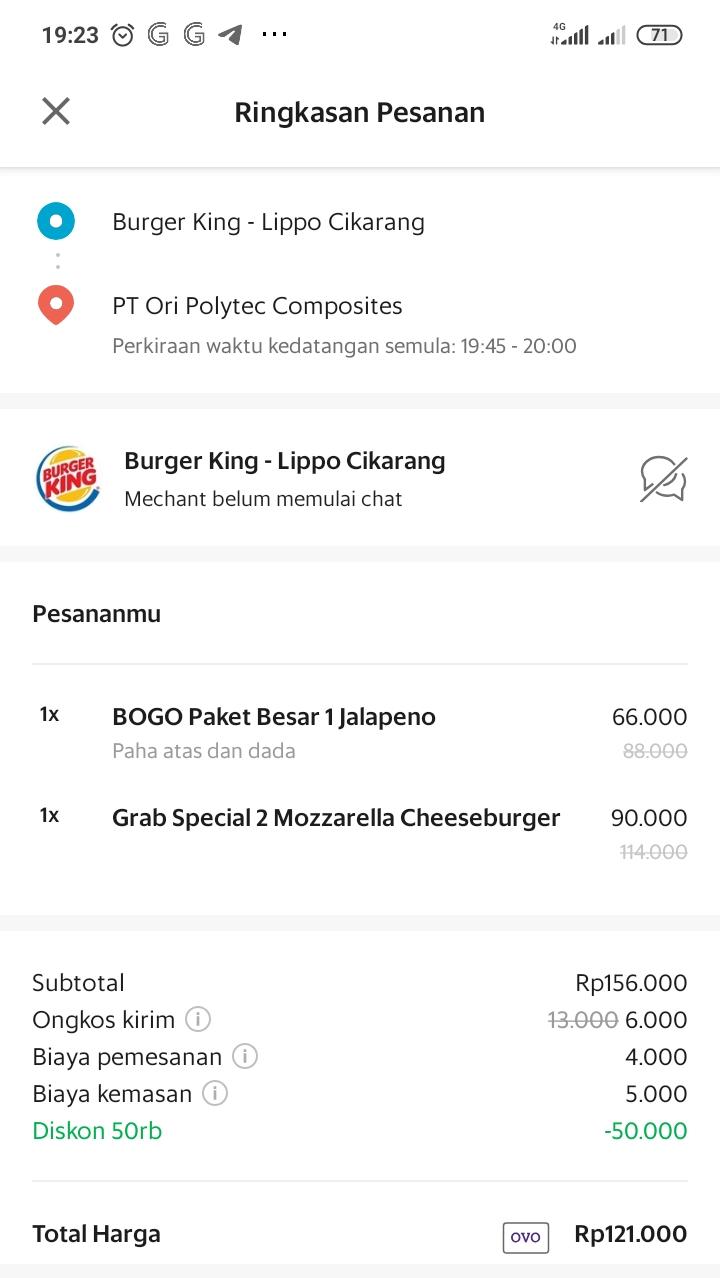 19:23 4G 71
Ringkasan Pesanan
Burger King - Lippo Cikarang
PT Ori Polytec Composites
Perkiraan waktu kedatangan semula: 19:45 - 20:00
BURGER
KING
Burger King - Lippo Cikarang
Mechant belum memulai chat
Pesananmu
1x BOGO Paket Besar 1 Jalapeno 66.000
Paha atas dan dada 88.000
1x Grab Special 2 Mozzarella Cheeseburger 90.000
114.000
Subtotal Rp156.000
Ongkos kirim 13.000 6.000
Biaya pemesanan 4.000
Biaya kemasan 5.000
Diskon 50rb -50.000
Total Harga OVO Rp121.000